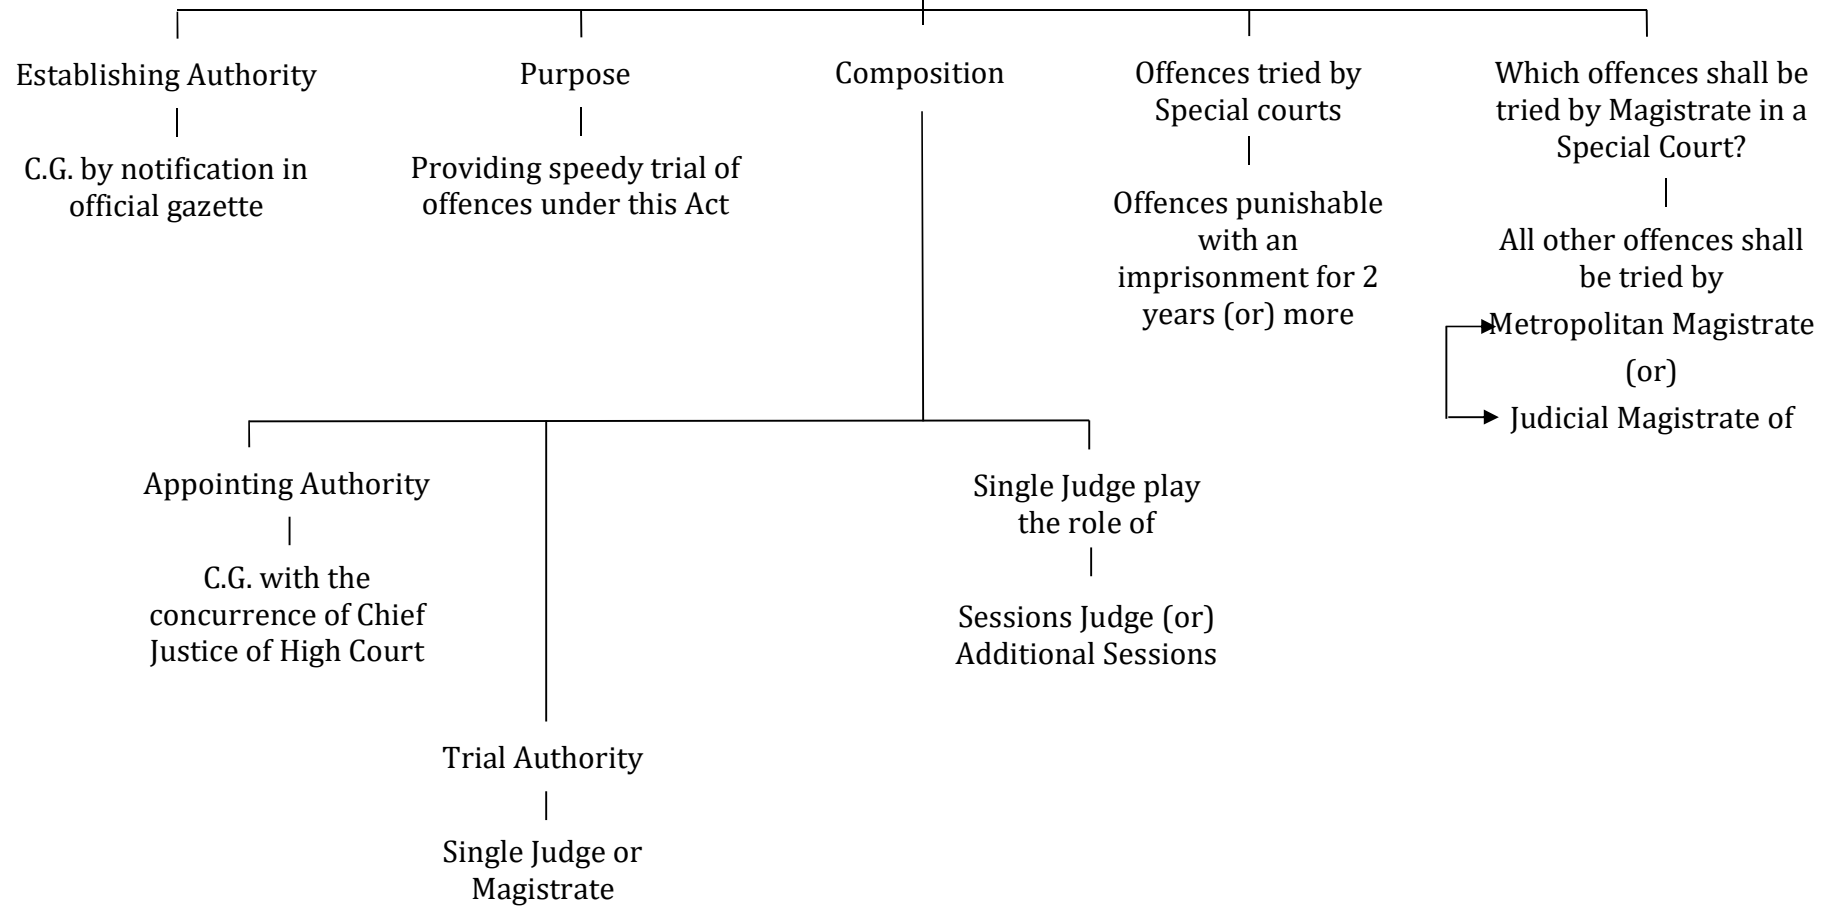 Establishing Authority
C.G. by notification in
official gazette
Purpose
Providing speedy trial of
offences under this Act
Composition
Offences tried by
Special courts
Offences punishable
with an
imprisonment for 2
years (or) more
Which offences shall be
tried by Magistrate in a
Special Court?
All other offences shall
be tried by
Metropolitan Magistrate
(or)
Judicial Magistrate of
Appointing Authority
C.G. with the
concurrence of Chief
Justice of High Court
Trial Authority
Single Judge or
Magistrate
Single Judge play
the role of
Sessions Judge (or)
Additional Sessions